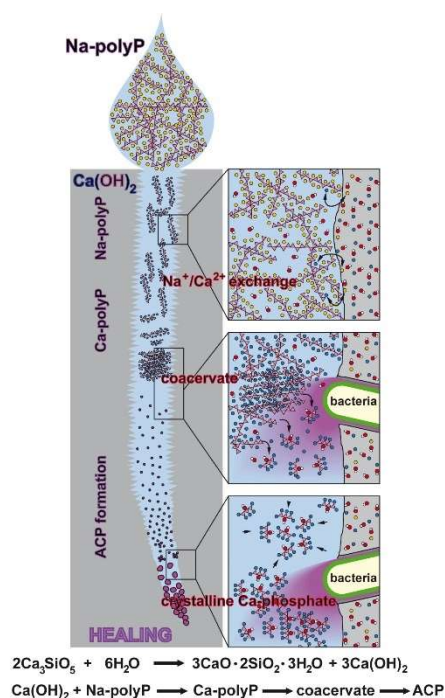 Na-polyP
Ca(OH)₂
Na-polyP
Na⁺/Ca²⁺ exchange
Ca-polyP
coacervate
bacteria
ACP formation
bacteria
crystalline Ca-phosphate
HEALING
2Ca₃SiO₅ + 6H₂O → 3CaO·2SiO₂·3H₂O + 3Ca(OH)₂
Ca(OH)₂ + Na-polyP → Ca-polyP → coacervate → ACP